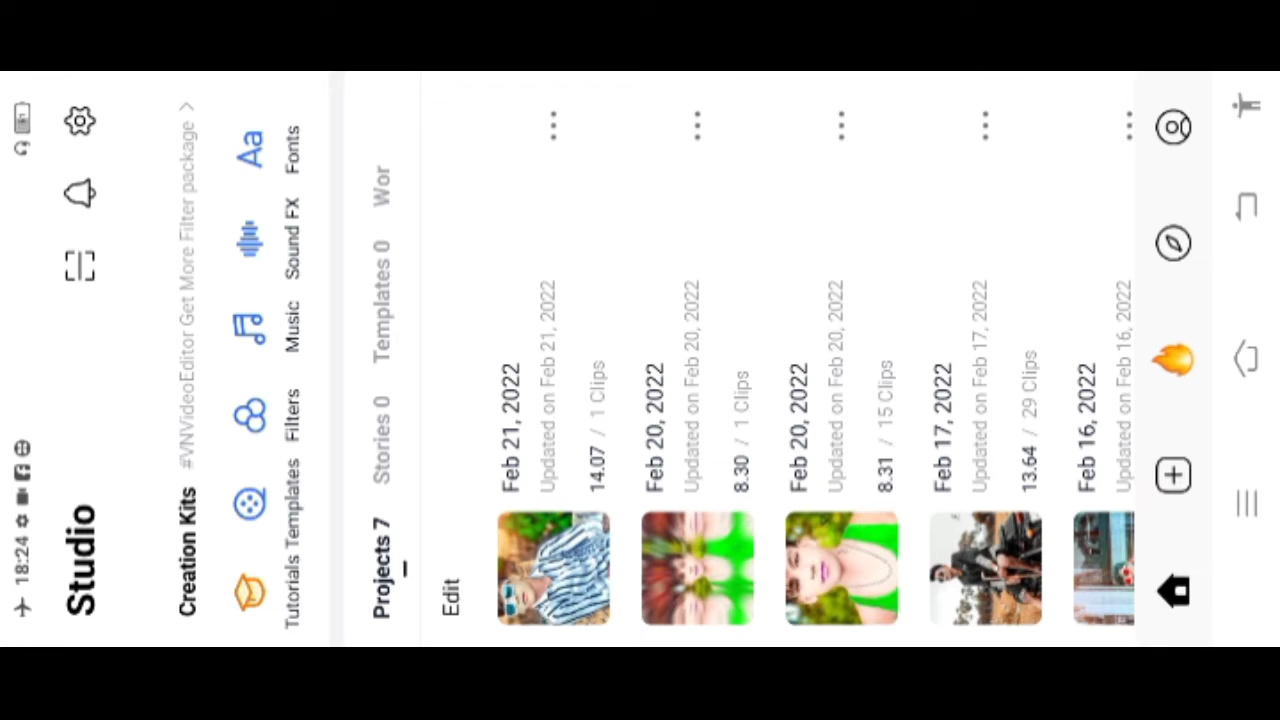 18:24
Studio
Creation Kits #VNVideoEditor Get More Filter package >
Tutorials Templates Filters Music Sound FX Fonts
Aa
Projects 7 Stories 0 Templates 0 Wor
Edit
Feb 21, 2022
Updated on Feb 21, 2022
14.07 / 1 Clips
Feb 20, 2022
Updated on Feb 20, 2022
8.30 / 1 Clips
Feb 20, 2022
Updated on Feb 20, 2022
8.31 / 15 Clips
Feb 17, 2022
Updated on Feb 17, 2022
13.64 / 29 Clips
Feb 16, 2022
Updated on Feb 16, 2022